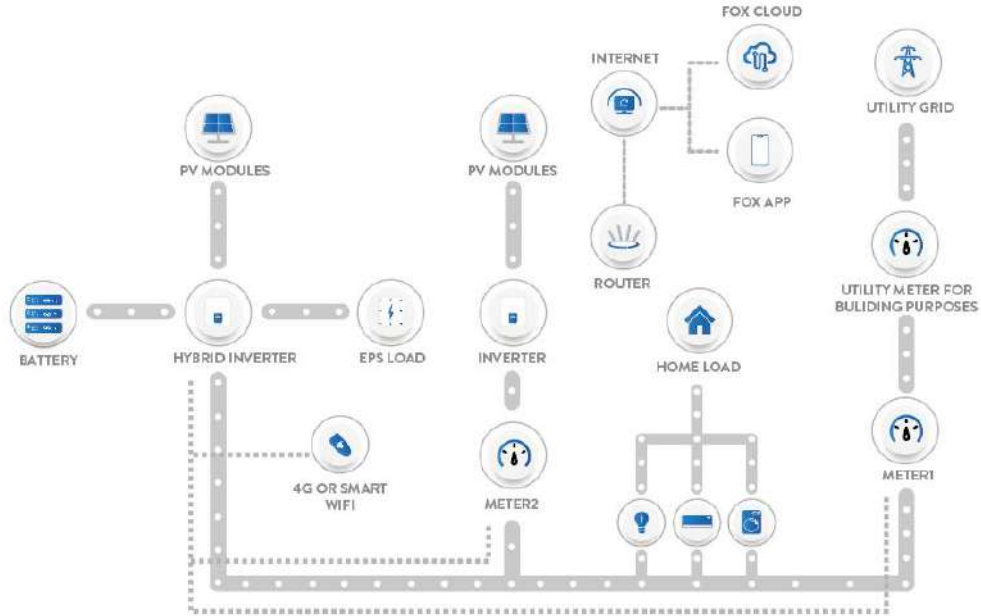 FOX CLOUD
INTERNET
UTILITY GRID
PV MODULES
PV MODULES
FOX APP
ROUTER
UTILITY METER FOR
BULIDING PURPOSES
BATTERY
HYBRID INVERTER
EPS LOAD
INVERTER
HOME LOAD
4G OR SMART
WIFI
METER2
METER1